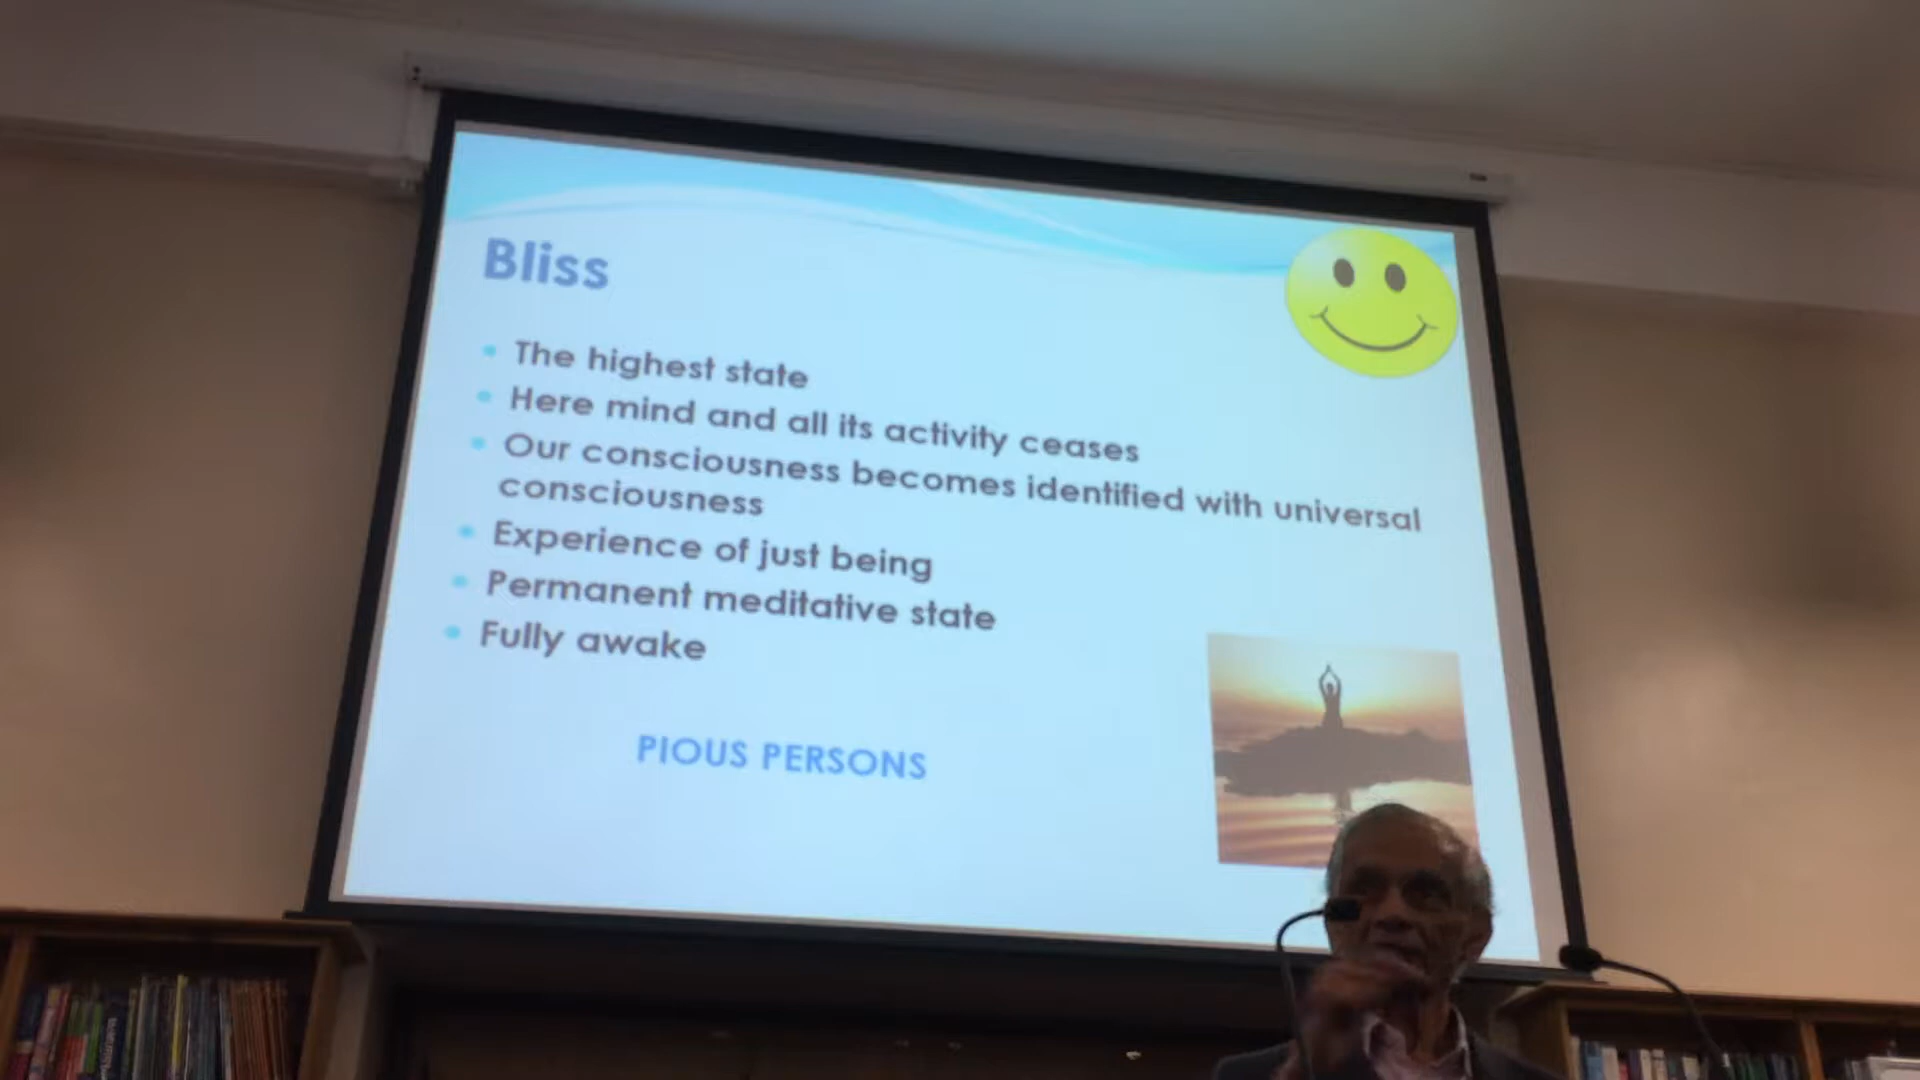 Bliss
The highest state
Here mind and all its activity ceases
Our consciousness becomes identified with universal
consciousness
Experience of just being
Permanent meditative state
Fully awake
PIOUS PERSONS